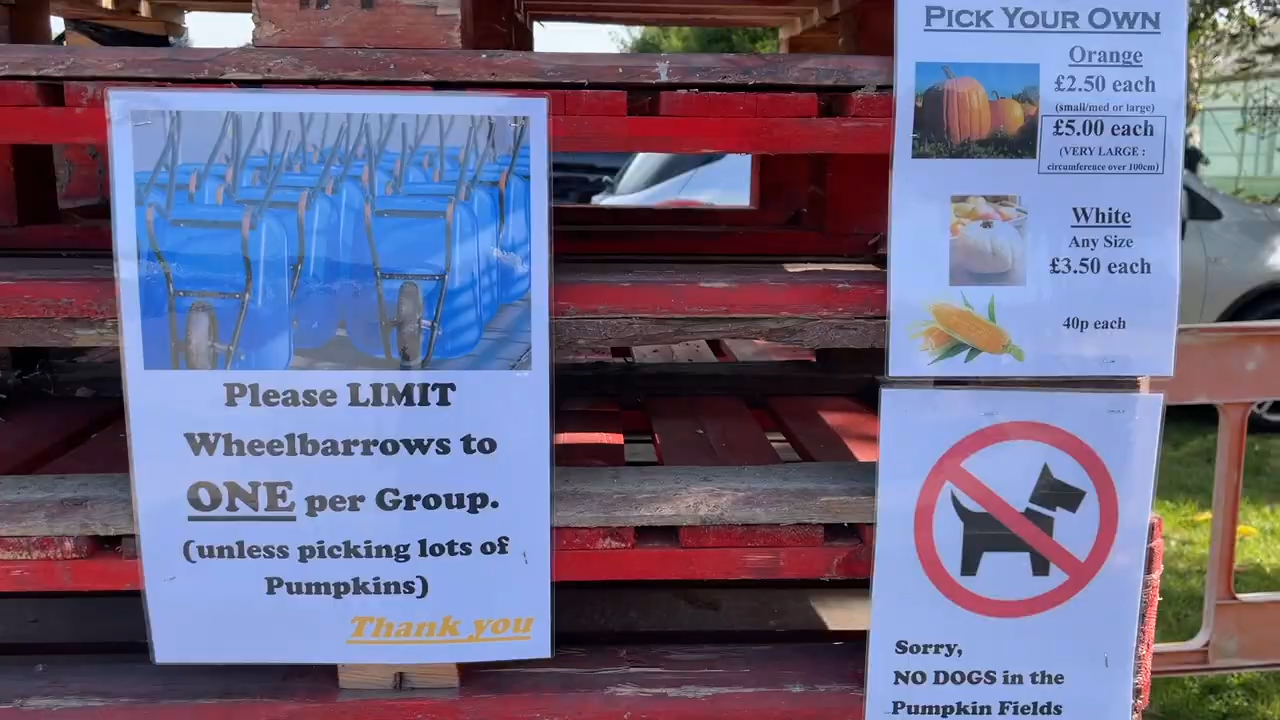 Please LIMIT
Wheelbarrows to
ONE per Group.
(unless picking lots of
Pumpkins)
Thank you
PICK YOUR OWN
Orange
£2.50 each
(small/med or large)
£5.00 each
(VERY LARGE :
circumference over 100cm)
White
Any Size
£3.50 each
40p each
Sorry,
NO DOGS in the
Pumpkin Fields